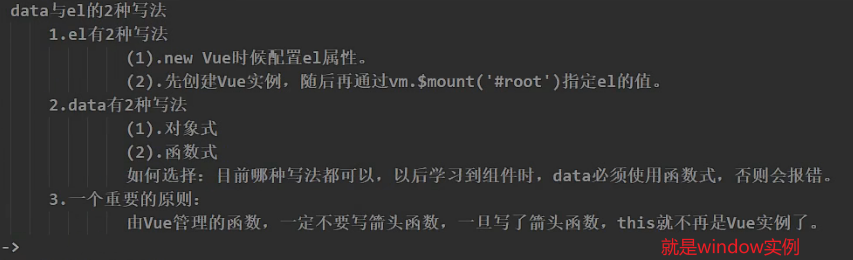 data与el的2种写法
1.el有2种写法
(1).new Vue时候配置el属性。
(2).先创建Vue实例，随后再通过vm.$mount('#root')指定el的值。
2.data有2种写法
(1).对象式
(2).函数式
如何选择：目前哪种写法都可以，以后学习到组件时，data必须使用函数式，否则会报错。
3.一个重要的原则：
由Vue管理的函数，一定不要写箭头函数，一旦写了箭头函数，this就不再是Vue实例了。
-> 就是window实例